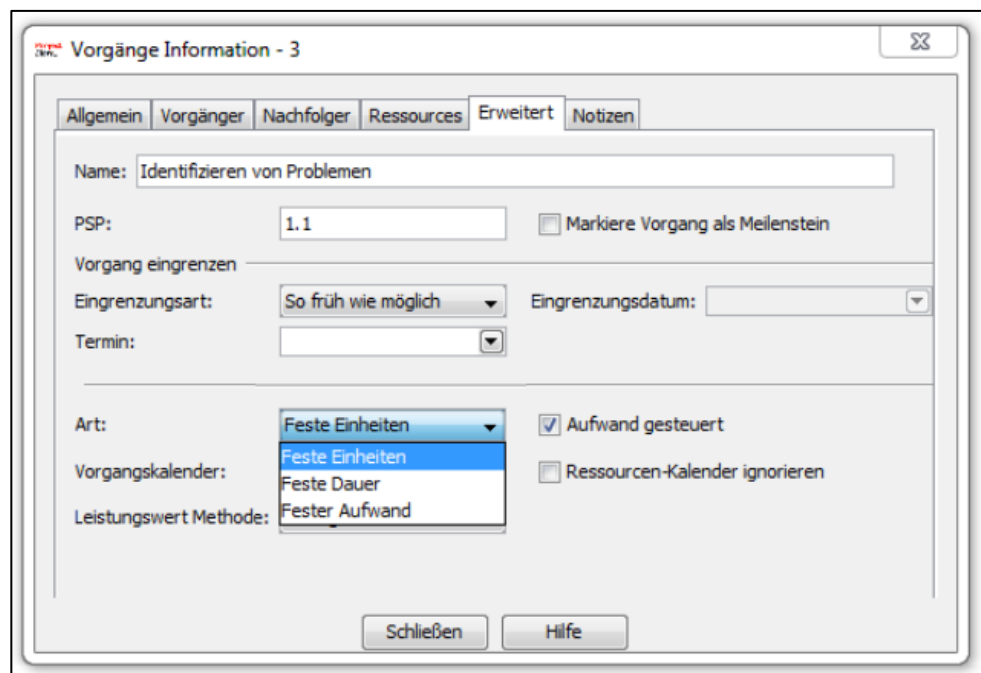 Vorgänge Information - 3
Allgemein Vorgänger Nachfolger Ressources Erweitert Notizen
Name: Identifizieren von Problemen
PSP: 1.1 Markiere Vorgang als Meilenstein
Vorgang eingrenzen
Eingrenzungsart: So früh wie möglich Eingrenzungsdatum:
Termin:
Art: Feste Einheiten Aufwand gesteuert
Feste Einheiten
Vorgangskalender: Ressourcen-Kalender ignorieren
Feste Dauer
Leistungswert Methode: Fester Aufwand
Schließen Hilfe